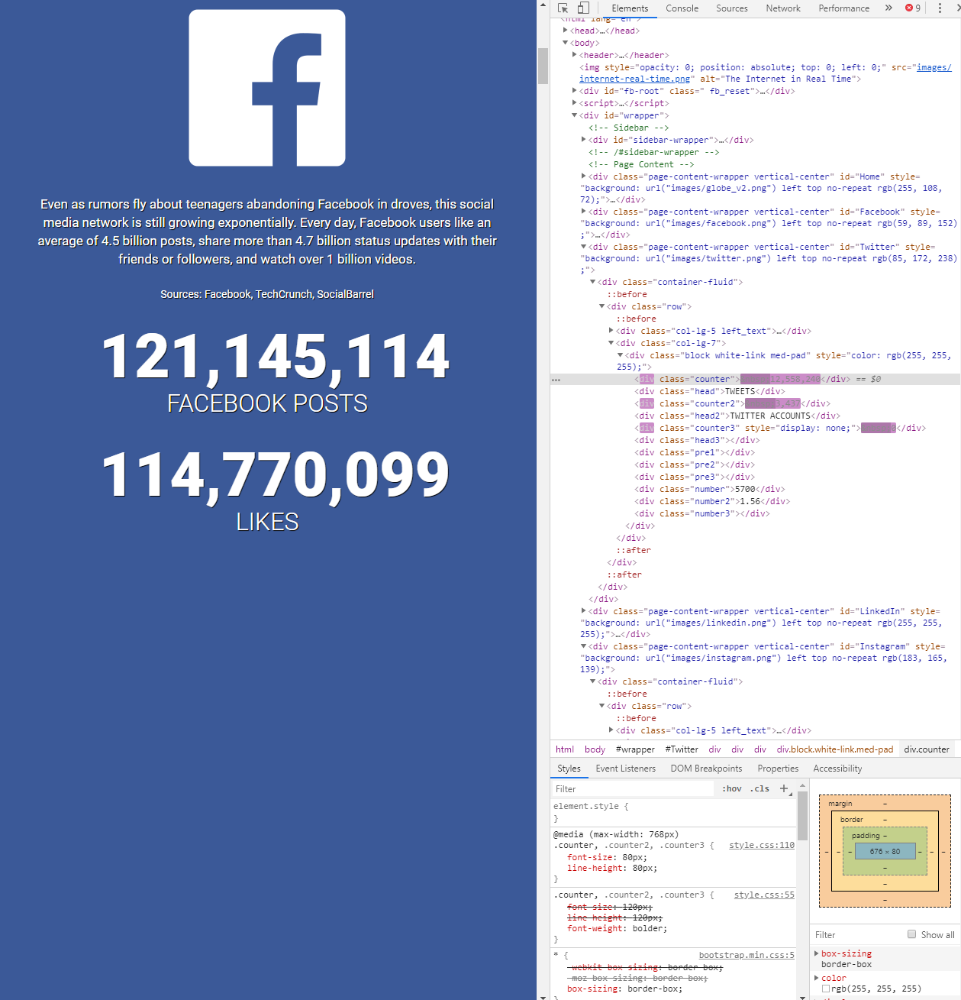 Even as rumors fly about teenagers abandoning Facebook in droves, this social
media network is still growing exponentially. Every day, Facebook users like an
average of 4.5 billion posts, share more than 4.7 billion status updates with their
friends or followers, and watch over 1 billion videos.
Sources: Facebook, TechCrunch, SocialBarrel
121,145,114
FACEBOOK POSTS
114,770,099
LIKES
Elements Console Sources Network Performance » 9
<html lang="en">
<head>…</head>
<body>
<header>…</header>
<img style="opacity: 0; position: absolute; top: 0; left: 0;" src="images/
internet-real-time.png" alt="The Internet in Real Time">
<div id="fb-root" class=" fb_reset">…</div>
<script>…</script>
<div id="wrapper">
<!-- Sidebar -->
<div id="sidebar-wrapper">…</div>
<!-- /#sidebar-wrapper -->
<!-- Page Content -->
<div class="page-content-wrapper vertical-center" id="Home" style=
"background: url("images/globe_v2.png") left top no-repeat rgb(255, 108,
72);">…</div>
<div class="page-content-wrapper vertical-center" id="Facebook" style=
"background: url("images/facebook.png") left top no-repeat rgb(59, 89, 152)
;">…</div>
<div class="page-content-wrapper vertical-center" id="Twitter" style=
"background: url("images/twitter.png") left top no-repeat rgb(85, 172, 238)
;">
<div class="container-fluid">
::before
<div class="row">
::before
<div class="col-lg-5 left_text">…</div>
<div class="col-lg-7">
<div class="block white-link med-pad" style="color: rgb(255, 255,
255);">
<div class="counter">12,558,240</div> == $0
<div class="head">TWEETS</div>
<div class="counter2">3,437</div>
<div class="head2">TWITTER ACCOUNTS</div>
<div class="counter3" style="display: none;">0</div>
<div class="head3"></div>
<div class="pre1"></div>
<div class="pre2"></div>
<div class="pre3"></div>
<div class="number">5700</div>
<div class="number2">1.56</div>
<div class="number3"></div>
</div>
</div>
::after
</div>
::after
</div>
</div>
<div class="page-content-wrapper vertical-center" id="LinkedIn" style=
"background: url("images/linkedin.png") left top no-repeat rgb(255, 255,
255);">…</div>
<div class="page-content-wrapper vertical-center" id="Instagram" style=
"background: url("images/instagram.png") left top no-repeat rgb(183, 165,
139);">
<div class="container-fluid">
::before
<div class="row">
::before
<div class="col-lg-5 left_text">…</div>
html body #wrapper #Twitter div div div div.block.white-link.med-pad div.counter
Styles Event Listeners DOM Breakpoints Properties Accessibility
Filter :hov .cls +
element.style {
}
@media (max-width: 768px)
.counter, .counter2, .counter3 { style.css:110
font-size: 80px;
line-height: 80px;
}
.counter, .counter2, .counter3 { style.css:55
font-size: 120px;
line-height: 120px;
font-weight: bolder;
}
* { bootstrap.min.css:5
-webkit-box-sizing: border-box;
-moz-box-sizing: border-box;
box-sizing: border-box;
}
margin –
border –
padding –
– – – 676 × 80 – – –
–
–
–
Filter Show all
box-sizing
border-box
color
rgb(255, 255, 255)